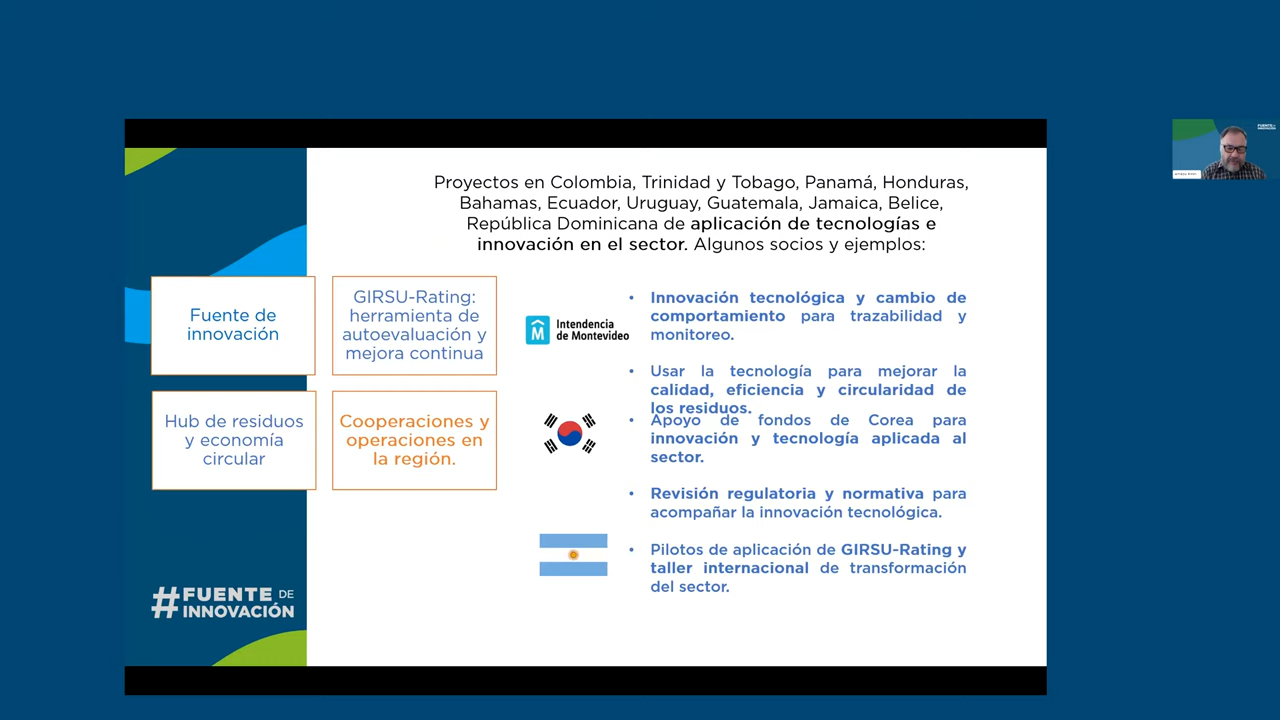 Proyectos en Colombia, Trinidad y Tobago, Panamá, Honduras,
Bahamas, Ecuador, Uruguay, Guatemala, Jamaica, Belice,
República Dominicana de aplicación de tecnologías e
innovación en el sector. Algunos socios y ejemplos:
Fuente de
innovación
GIRSU-Rating:
herramienta de
autoevaluación y
mejora continua
Hub de residuos
y economía
circular
Cooperaciones y
operaciones en
la región.
Intendencia
de Montevideo
• Innovación tecnológica y cambio de
comportamiento para trazabilidad y
monitoreo.
• Usar la tecnología para mejorar la
calidad, eficiencia y circularidad de
los residuos.
• Apoyo de fondos de Corea para
innovación y tecnología aplicada al
sector.
• Revisión regulatoria y normativa para
acompañar la innovación tecnológica.
• Pilotos de aplicación de GIRSU-Rating y
taller internacional de transformación
del sector.
#FUENTE DE
INNOVACIÓN
FUENTE DE
INNOVACIÓN